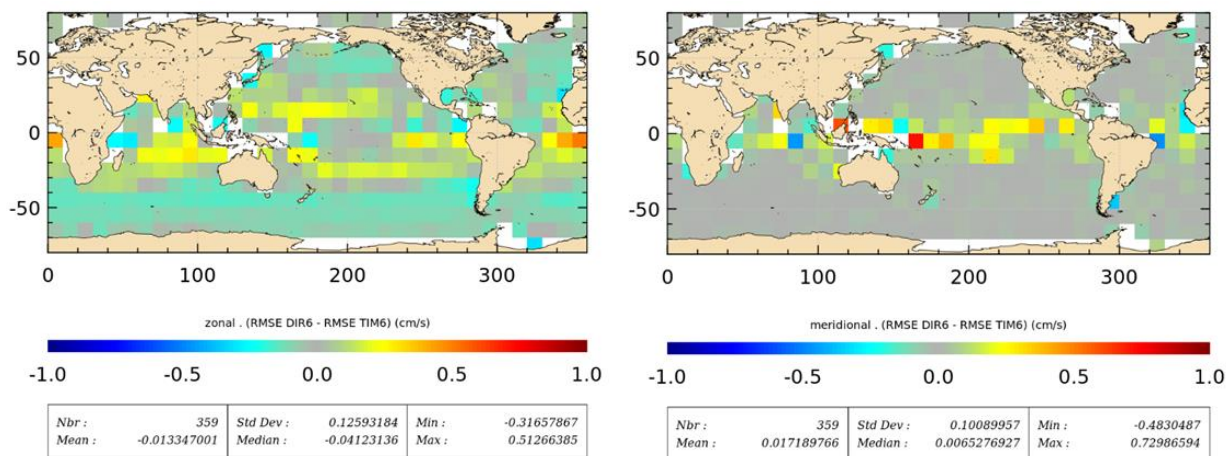 50
0
-50
0 100 200 300
zonal . (RMSE DIR6 - RMSE TIM6) (cm/s)
-1.0 -0.5 0.0 0.5 1.0
Nbr : 359 Std Dev : 0.12593184 Min : -0.31657867
Mean : -0.013347001 Median : -0.04123136 Max : 0.51266385
50
0
-50
0 100 200 300
meridional . (RMSE DIR6 - RMSE TIM6) (cm/s)
-1.0 -0.5 0.0 0.5 1.0
Nbr : 359 Std Dev : 0.10089957 Min : -0.4830487
Mean : 0.017189766 Median : 0.0065276927 Max : 0.72986594